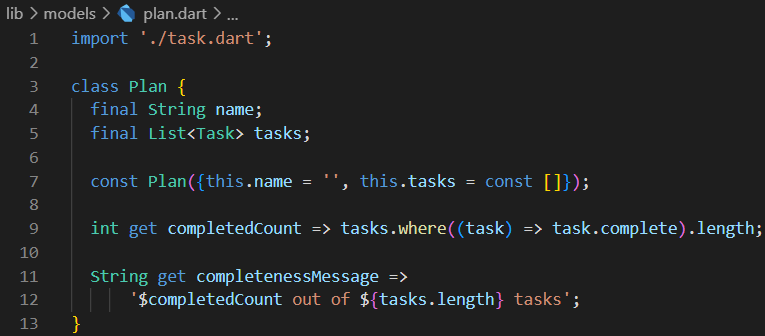 lib > models > plan.dart > ...
1 import './task.dart';
2
3 class Plan {
4 final String name;
5 final List<Task> tasks;
6
7 const Plan({this.name = '', this.tasks = const []});
8
9 int get completedCount => tasks.where((task) => task.complete).length;
10
11 String get completenessMessage =>
12 '$completedCount out of ${tasks.length} tasks';
13 }